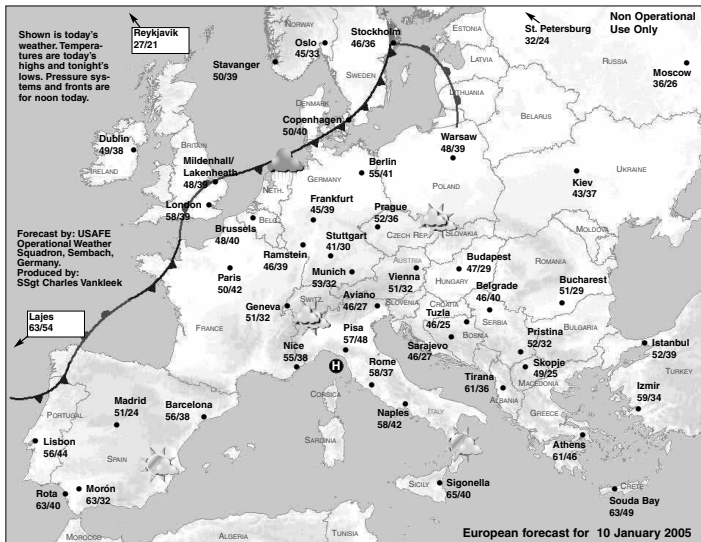 Non Operational
Use Only
Shown is today's
weather. Tempera-
tures are today's
highs and tonight's
lows. Pressure sys-
tems and fronts are
for noon today.
Reykjavik
27/21
NORWAY
Oslo
45/33
Stockholm
46/36
St. Petersburg
32/24
ESTONIA
LATVIA
RUSSIA
Stavanger
50/39
SWEDEN
LITHUANIA
Moscow
36/26
DENMARK
Copenhagen
50/40
BELARUS
Dublin
49/38
IRELAND
BRITAIN
Mildenhall/
Lakenheath
48/39
London
58/39
NETH.
GERMANY
Berlin
55/41
Warsaw
48/39
POLAND
UKRAINE
Kiev
43/37
Brussels
48/40
BELG.
Frankfurt
45/39
Prague
52/36
CZECH REP.
SLOVAKIA
MOLDOVA
Forecast by: USAFE
Operational Weather
Squadron, Sembach,
Germany.
Produced by:
SSgt Charles Vankleek
Ramstein
46/39
Stuttgart
41/30
Paris
50/42
Munich
53/32
AUSTRIA
Vienna
51/32
Budapest
47/29
HUNGARY
ROMANIA
Lajes
63/54
Geneva
51/32
SWITZ.
Aviano
46/27
SLOVENIA
CROATIA
Belgrade
46/40
Bucharest
51/29
FRANCE
Tuzla
46/25
BOSNIA
SERBIA
Nice
55/38
Pisa
57/48
Sarajevo
46/27
Pristina
52/32
BULGARIA
Istanbul
52/39
H
Rome
58/37
Skopje
49/25
MACEDONIA
TURKEY
PORTUGAL
Madrid
51/24
Barcelona
56/38
CORSICA
Tirana
61/36
ALBANIA
Izmir
59/34
SPAIN
SARDINIA
Naples
58/42
ITALY
GREECE
Lisbon
56/44
Athens
61/46
Rota
63/40
Morón
63/32
SICILY
Sigonella
65/40
CRETE
Souda Bay
63/49
MOROCCO
ALGERIA
TUNISIA
European forecast for 10 January 2005